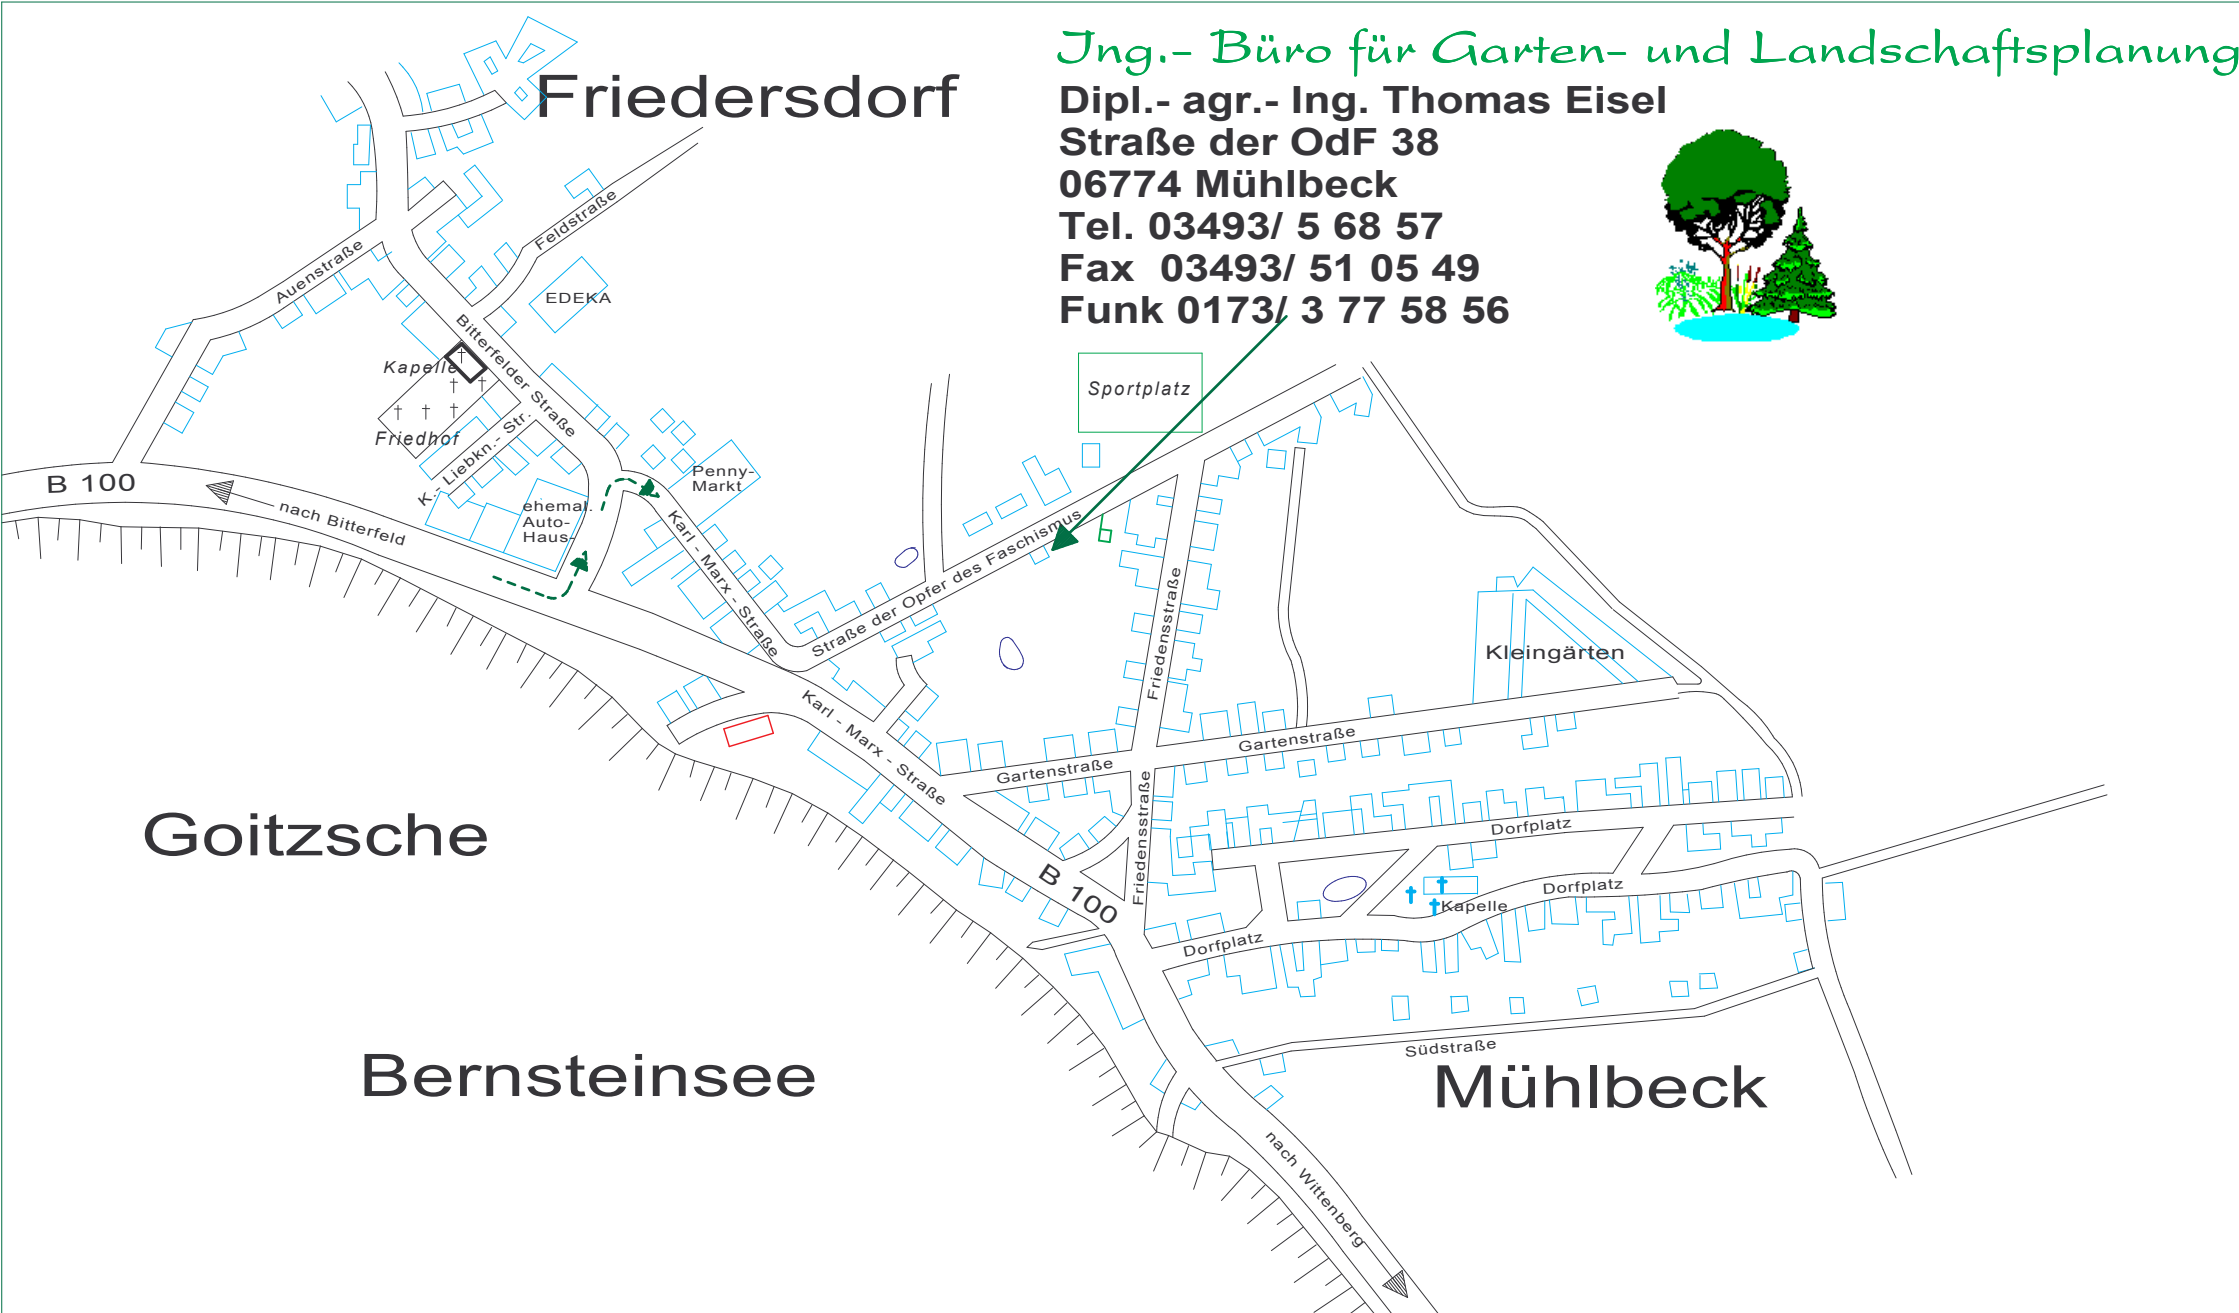 Ing.- Büro für Garten- und Landschaftsplanung
Dipl.- agr.- Ing. Thomas Eisel
Straße der OdF 38
06774 Mühlbeck
Tel. 03493/ 5 68 57
Fax 03493/ 51 05 49
Funk 0173/ 3 77 58 56
Friedersdorf
Feldstraße
Auenstraße
EDEKA
Bitterfelder Straße
Kapelle
Friedhof
K.- Liebkn.- Str.
Sportplatz
Penny-
Markt
B 100
nach Bitterfeld
ehemal.
Auto-
Haus
Karl - Marx - Straße
Straße der Opfer des Faschismus
Friedensstraße
Kleingärten
Karl - Marx - Straße
Gartenstraße
Gartenstraße
Friedensstraße
Goitzsche
Dorfplatz
B 100
Dorfplatz
Kapelle
Dorfplatz
Südstraße
Bernsteinsee
Mühlbeck
nach Wittenberg